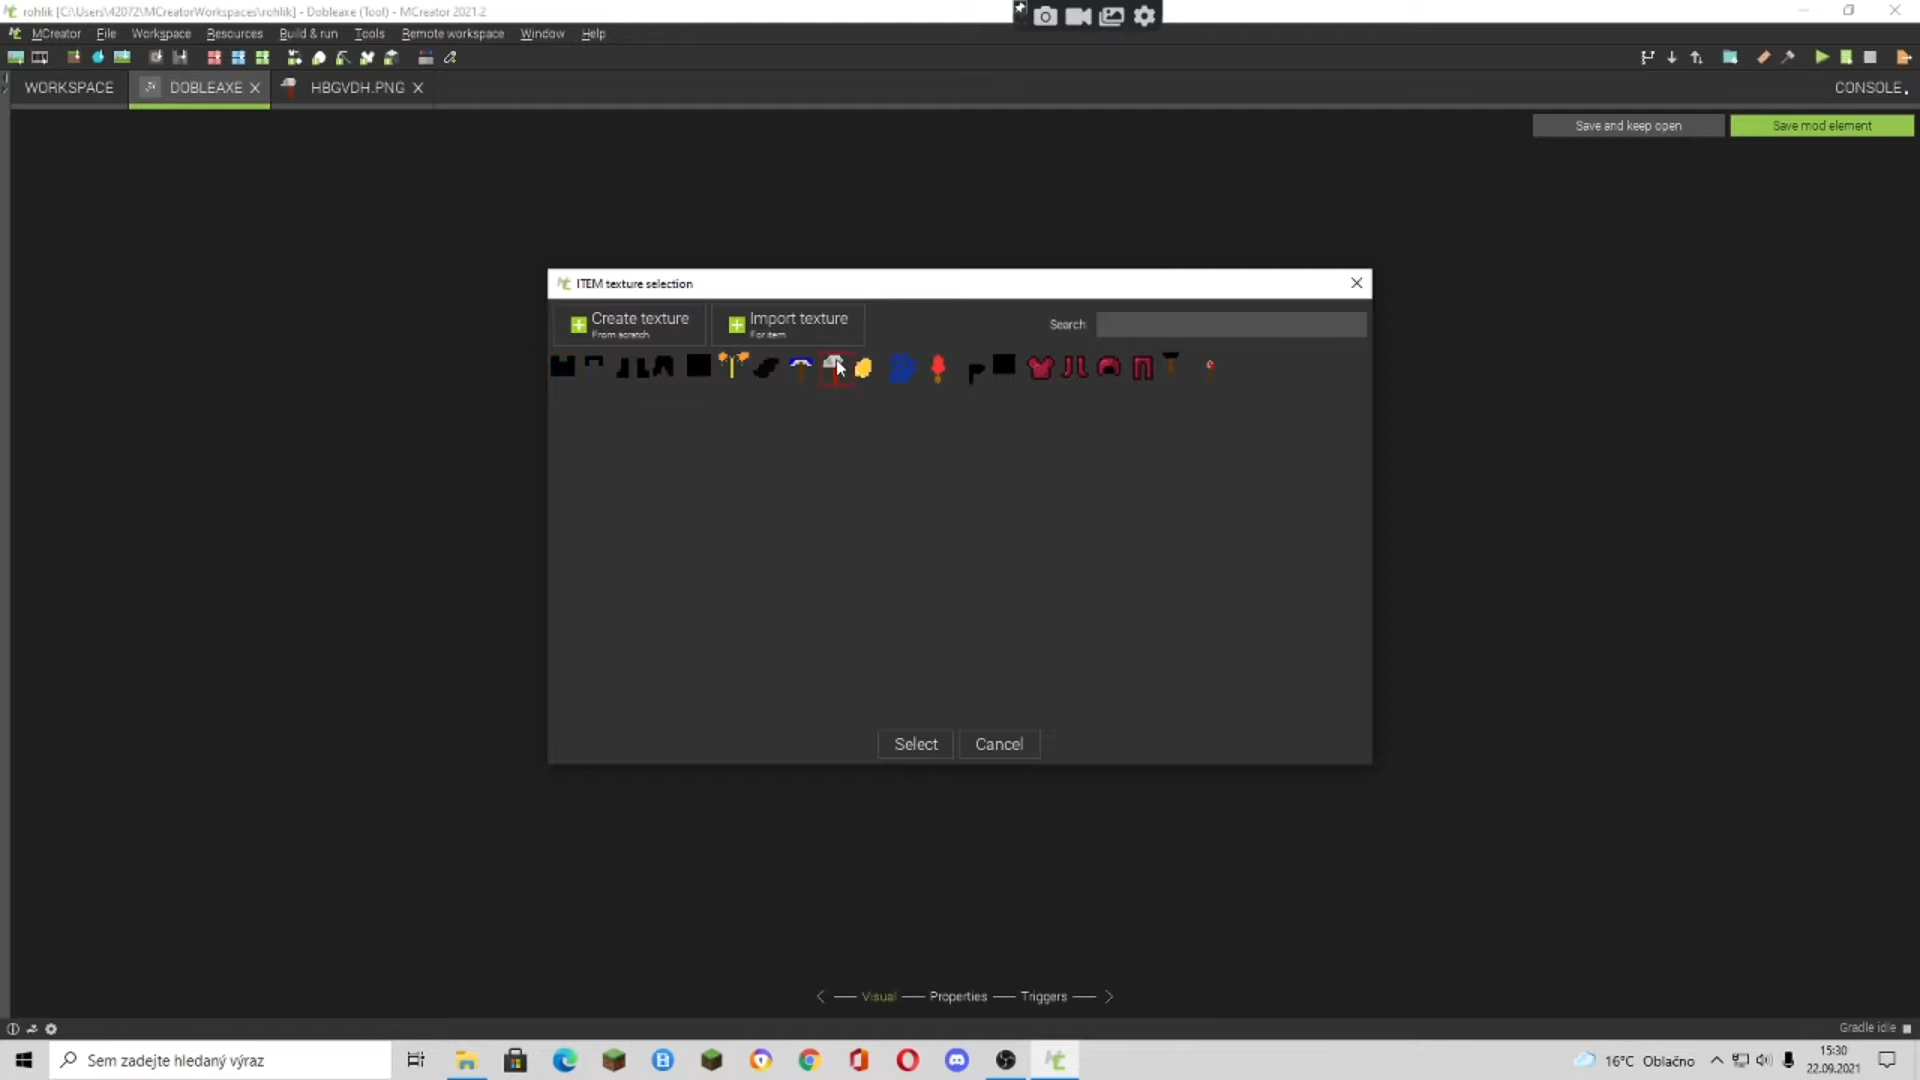 rohlik [C:\Users\42072\MCreatorWorkspaces\rohlik] - Dobleaxe (Tool) - MCreator 2021.2
MCreator File Workspace Resources Build & run Tools Remote workspace Window Help
WORKSPACE DOBLEAXE HBGVDH.PNG CONSOLE
Save and keep open Save mod element
ITEM texture selection
Create texture
From scratch
Import texture
For item
Search
Select Cancel
Visual Properties Triggers
Gradle idle
Sem zadejte hledaný výraz
16°C Oblačno
15:30
22.09.2021